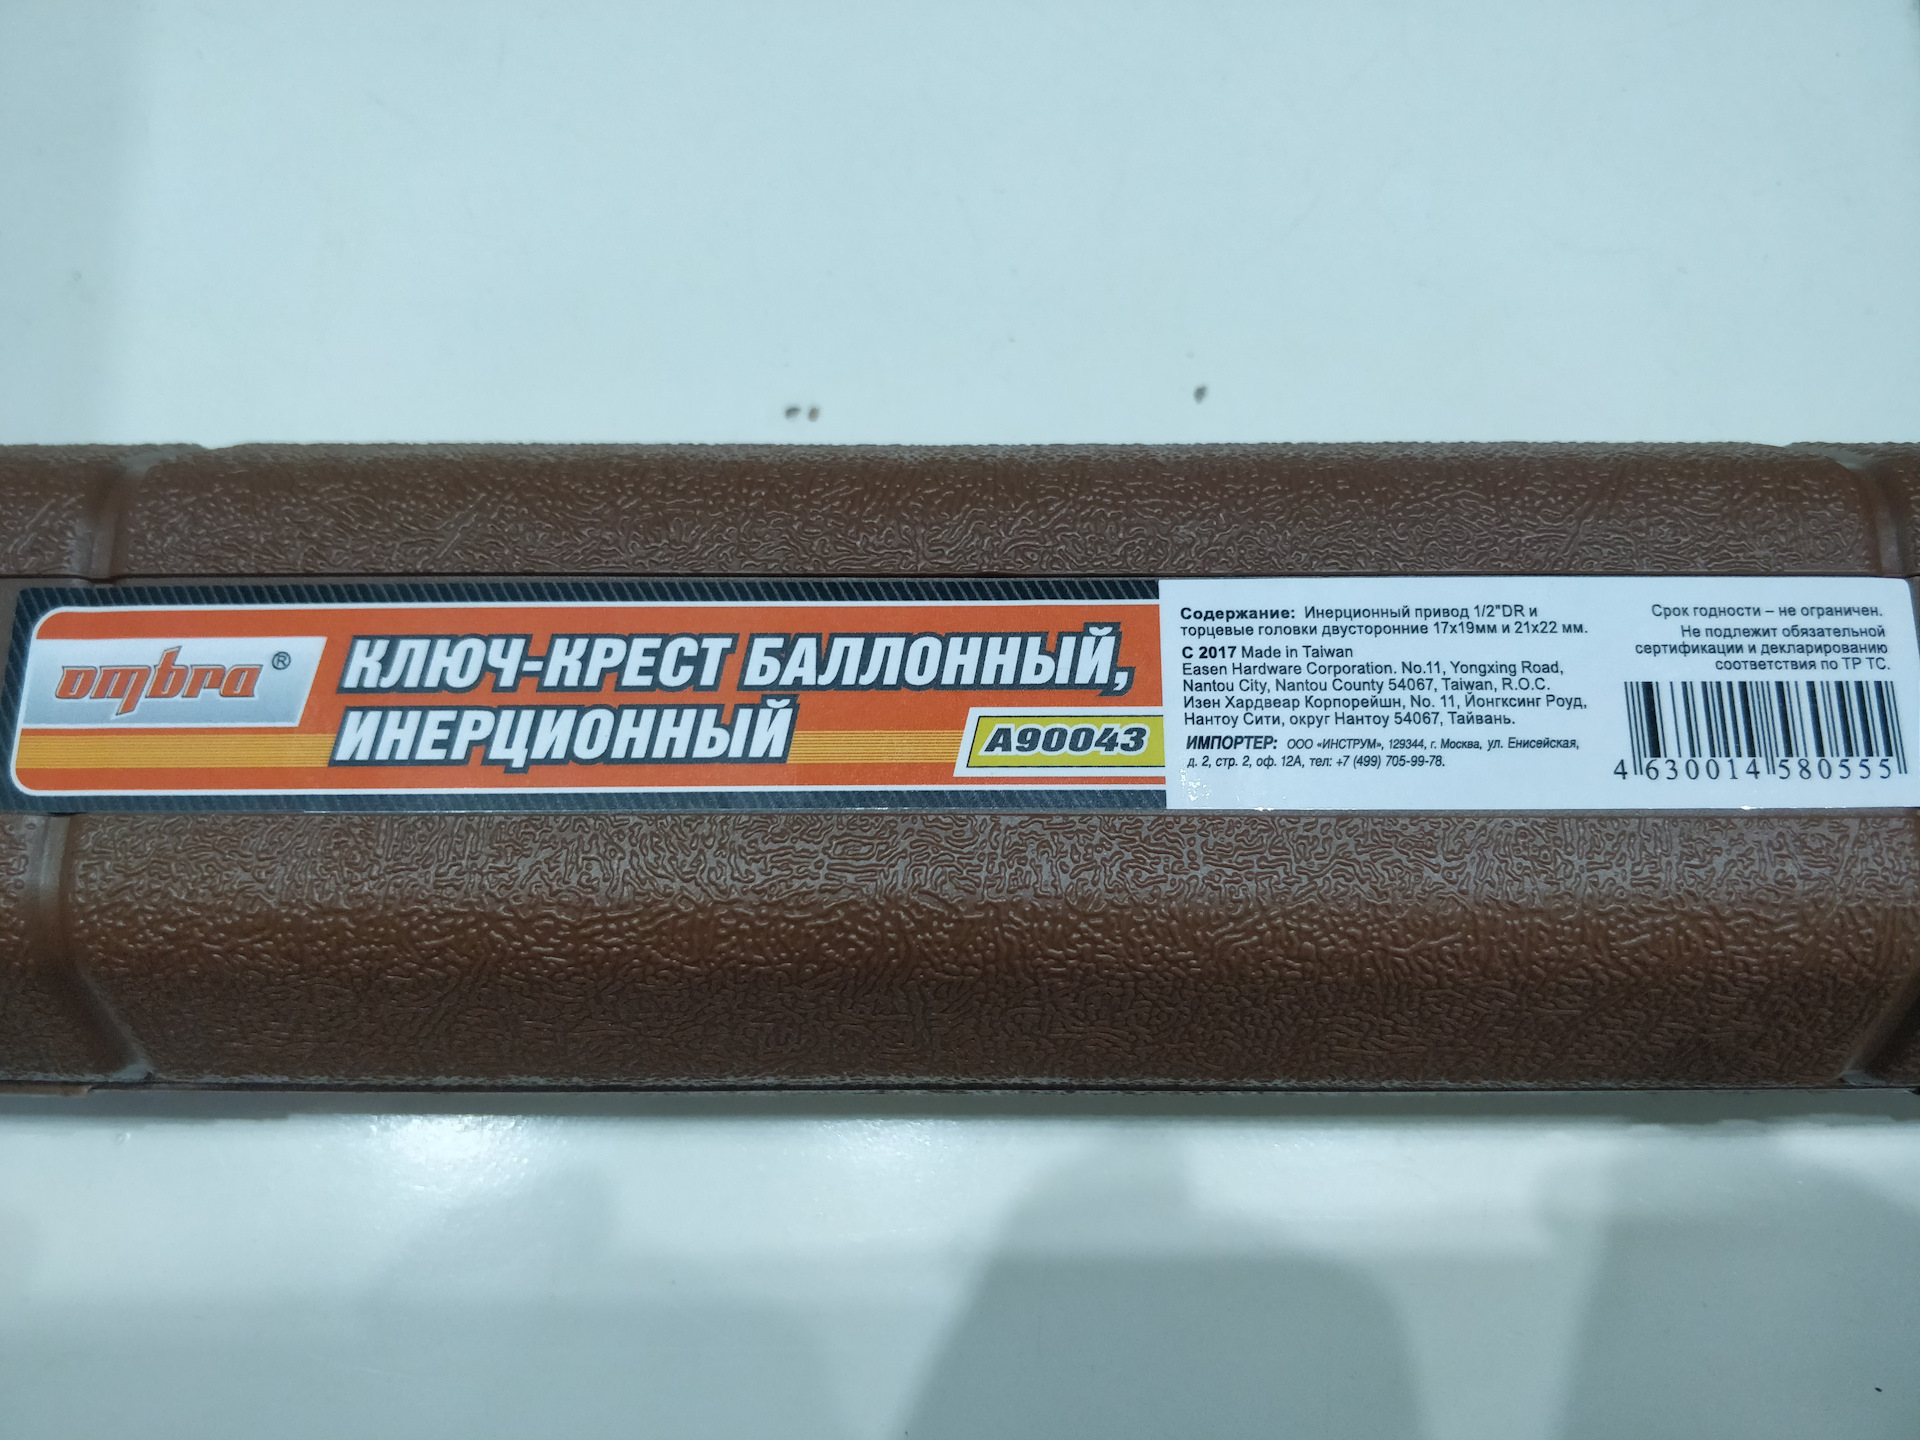 ombra®
КЛЮЧ-КРЕСТ БАЛЛОННЫЙ,
ИНЕРЦИОННЫЙ
A90043
Содержание: Инерционный привод 1/2"DR и
торцевые головки двусторонние 17х19мм и 21х22 мм.
С 2017 Made in Taiwan
Easen Hardware Corporation. No.11, Yongxing Road,
Nantou City, Nantou County 54067, Taiwan, R.O.C.
Изен Хардвеар Корпорейшн, No. 11, Йонгксинг Роуд,
Нантоу Сити, округ Нантоу 54067, Тайвань.
ИМПОРТЕР: ООО «ИНСТРУМ», 129344, г. Москва, ул. Енисейская,
д. 2, стр. 2, оф. 12А, тел: +7 (499) 705-99-78.
Срок годности – не ограничен.
Не подлежит обязательной
сертификации и декларированию
соответствия по ТР ТС.
4 630014 580555